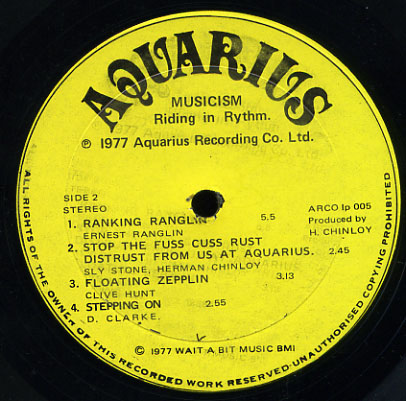 AQUARIUS
MUSICISM
Riding in Rythm.
℗ 1977 Aquarius Recording Co. Ltd.
SIDE 2
STEREO
ARCO lp 005
Produced by
H. CHINLOY
1. RANKING RANGLIN 5.5
ERNEST RANGLIN
2. STOP THE FUSS CUSS RUST
DISTRUST FROM US AT AQUARIUS. 2.45
SLY STONE, HERMAN CHINLOY
3. FLOATING ZEPPLIN 3.13
CLIVE HUNT
4. STEPPING ON 2.55
D. CLARKE.
© 1977 WAIT A BIT MUSIC BMI
ALL RIGHTS OF THE OWNER OF THIS RECORDED WORK RESERVED·UNAUTHORISED COPYING PROHIBITED